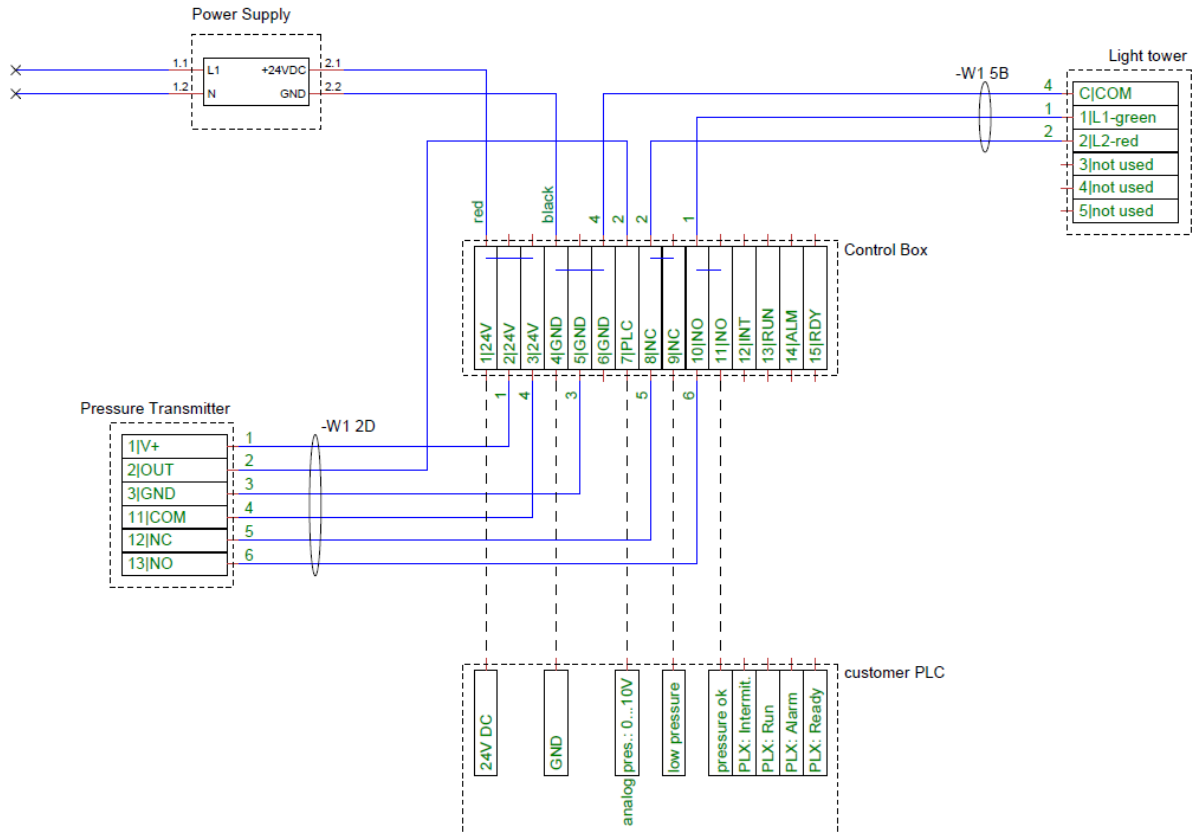 Power Supply
1.1 L1 +24VDC 2.1
1.2 N GND 2.2
Light tower
-W1 5B
4 C|COM
1 1|L1-green
2 2|L2-red
3|not used
4|not used
5|not used
red black 4 2 2 1
Control Box
1|24V
2|24V
3|24V
4|GND
5|GND
6|GND
7|PLC
8|NC
9|NC
10|NO
11|NO
12|INT
13|RUN
14|ALM
15|RDY
1 4 3 5 6
Pressure Transmitter
-W1 2D
1|V+ 1
2|OUT 2
3|GND 3
11|COM 4
12|NC 5
13|NO 6
customer PLC
24V DC
GND
analog pres.: 0...10V
low pressure
pressure ok
PLX: Intermit.
PLX: Run
PLX: Alarm
PLX: Ready